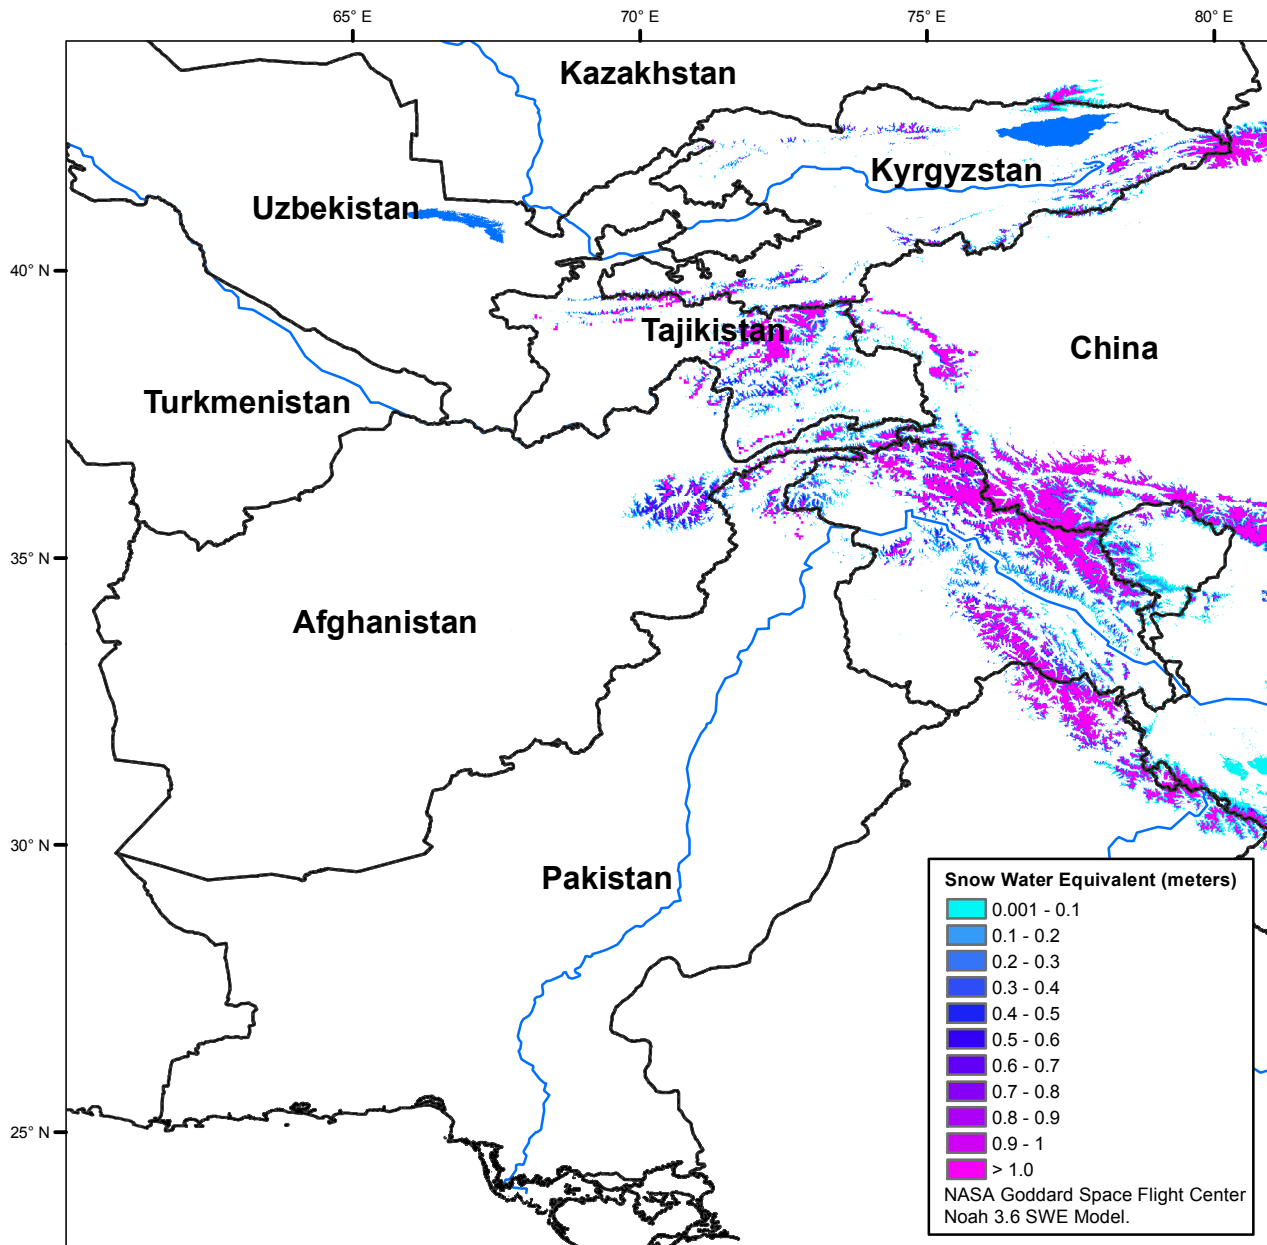 65° E
70° E
75° E
80° E
Kazakhstan
Kyrgyzstan
Uzbekistan
40° N
Tajikistan
China
Turkmenistan
35° N
Afghanistan
30° N
Pakistan
25° N
Snow Water Equivalent (meters)
0.001 - 0.1
0.1 - 0.2
0.2 - 0.3
0.3 - 0.4
0.4 - 0.5
0.5 - 0.6
0.6 - 0.7
0.7 - 0.8
0.8 - 0.9
0.9 - 1
> 1.0
NASA Goddard Space Flight Center
Noah 3.6 SWE Model.